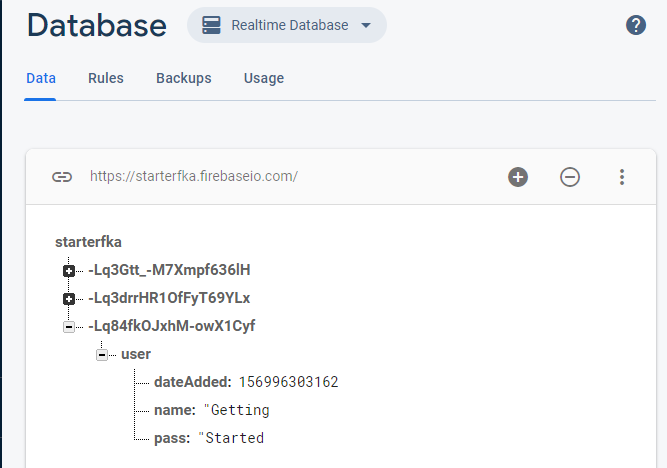 Database Realtime Database
Data Rules Backups Usage
https://starterfka.firebaseio.com/
starterfka
-Lq3Gtt_-M7Xmpf636lH
-Lq3drrHR1OfFyT69YLx
-Lq84fkOJxhM-owX1Cyf
user
dateAdded: 156996303162
name: "Getting
pass: "Started